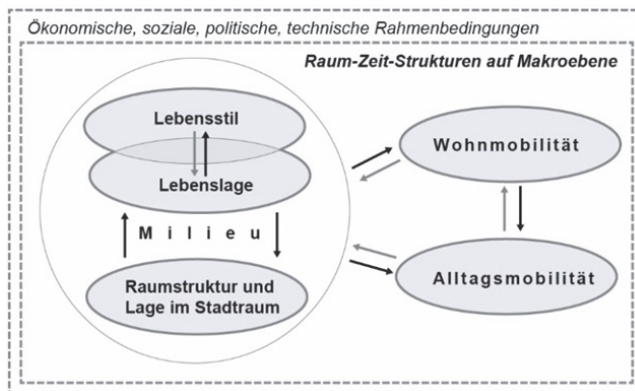 Ökonomische, soziale, politische, technische Rahmenbedingungen
Raum-Zeit-Strukturen auf Makroebene
Lebensstil
Lebenslage
Milieu
Raumstruktur und
Lage im Stadtraum
Wohnmobilität
Alltagsmobilität